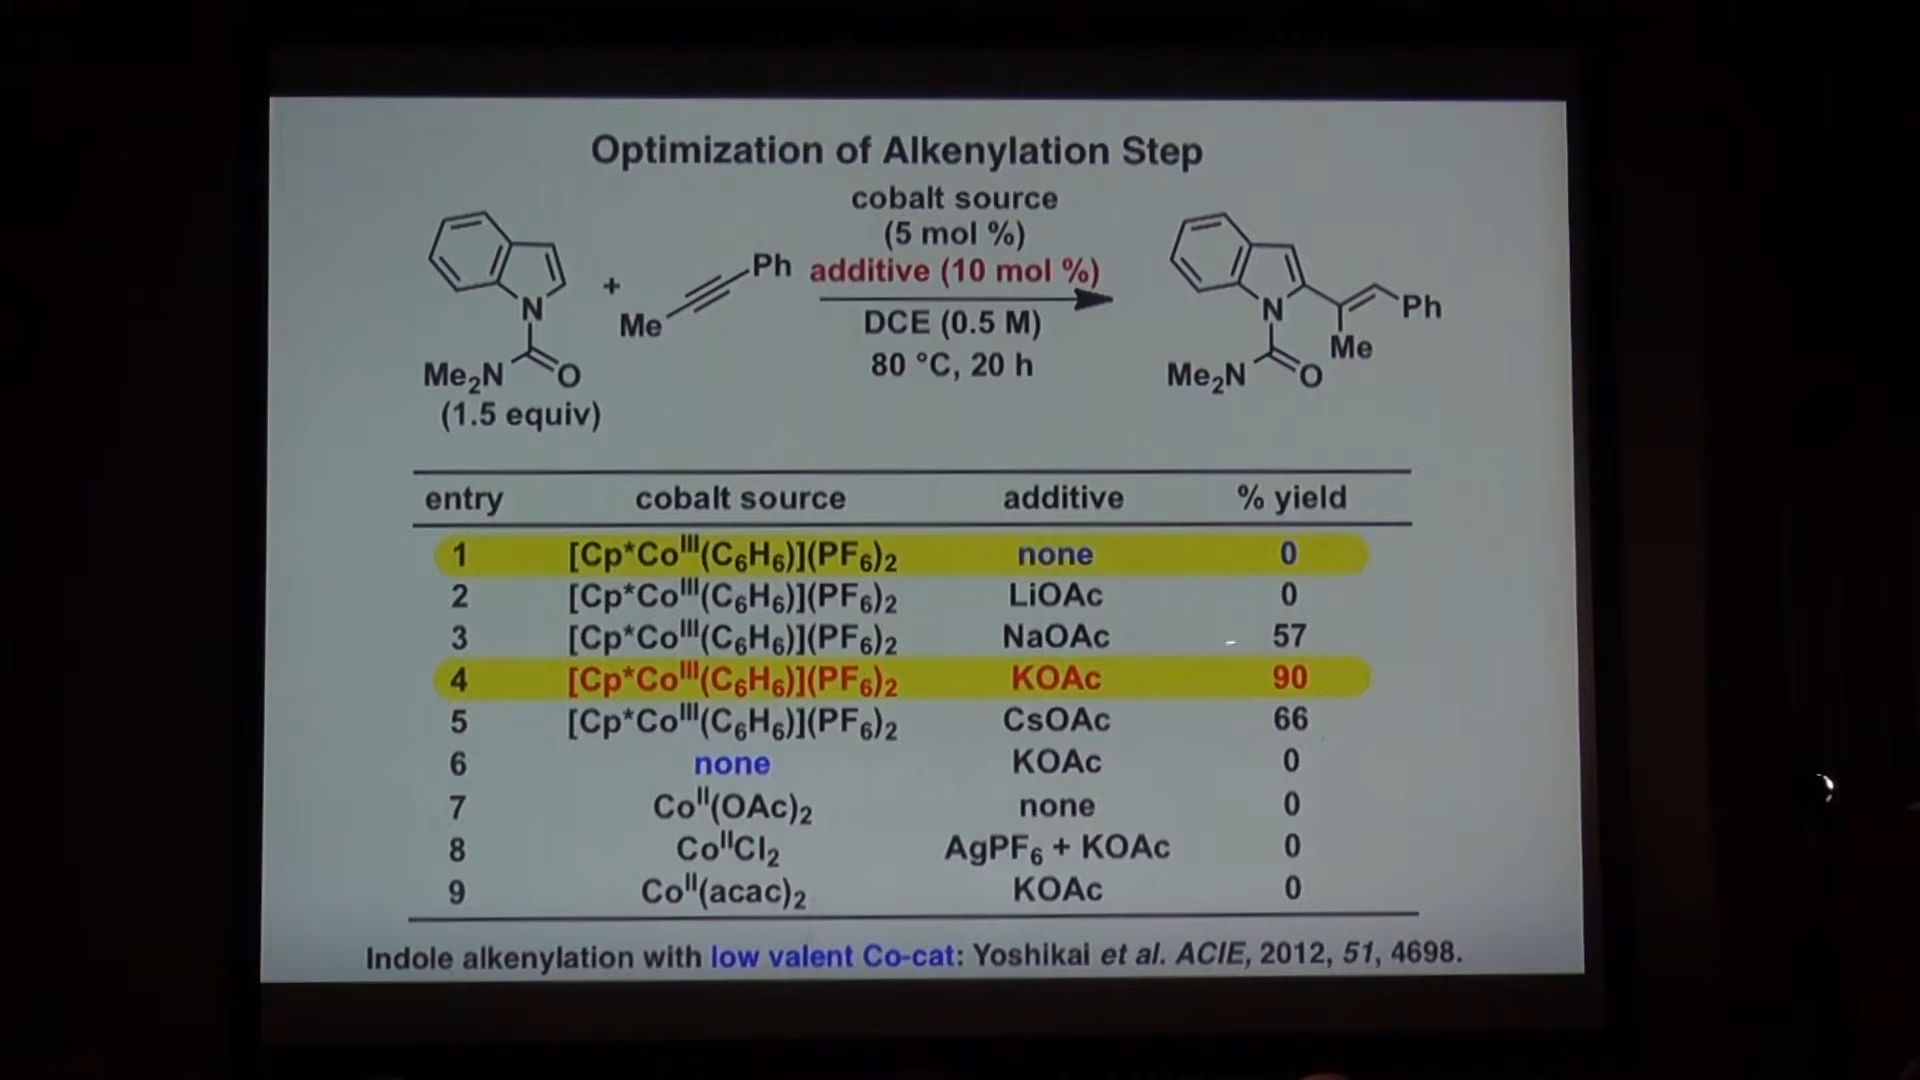 Optimization of Alkenylation Step
cobalt source
(5 mol %)
additive (10 mol %)
DCE (0.5 M)
80 °C, 20 h
N
Me₂N
O
(1.5 equiv)
+
Me
Ph
N
Me₂N
O
Me
Ph
entry cobalt source additive % yield
1 [Cp*Coᴵᴵᴵ(C₆H₆)](PF₆)₂ none 0
2 [Cp*Coᴵᴵᴵ(C₆H₆)](PF₆)₂ LiOAc 0
3 [Cp*Coᴵᴵᴵ(C₆H₆)](PF₆)₂ NaOAc 57
4 [Cp*Coᴵᴵᴵ(C₆H₆)](PF₆)₂ KOAc 90
5 [Cp*Coᴵᴵᴵ(C₆H₆)](PF₆)₂ CsOAc 66
6 none KOAc 0
7 Coᴵᴵ(OAc)₂ none 0
8 CoᴵᴵCl₂ AgPF₆ + KOAc 0
9 Coᴵᴵ(acac)₂ KOAc 0
Indole alkenylation with low valent Co-cat: Yoshikai et al. ACIE, 2012, 51, 4698.